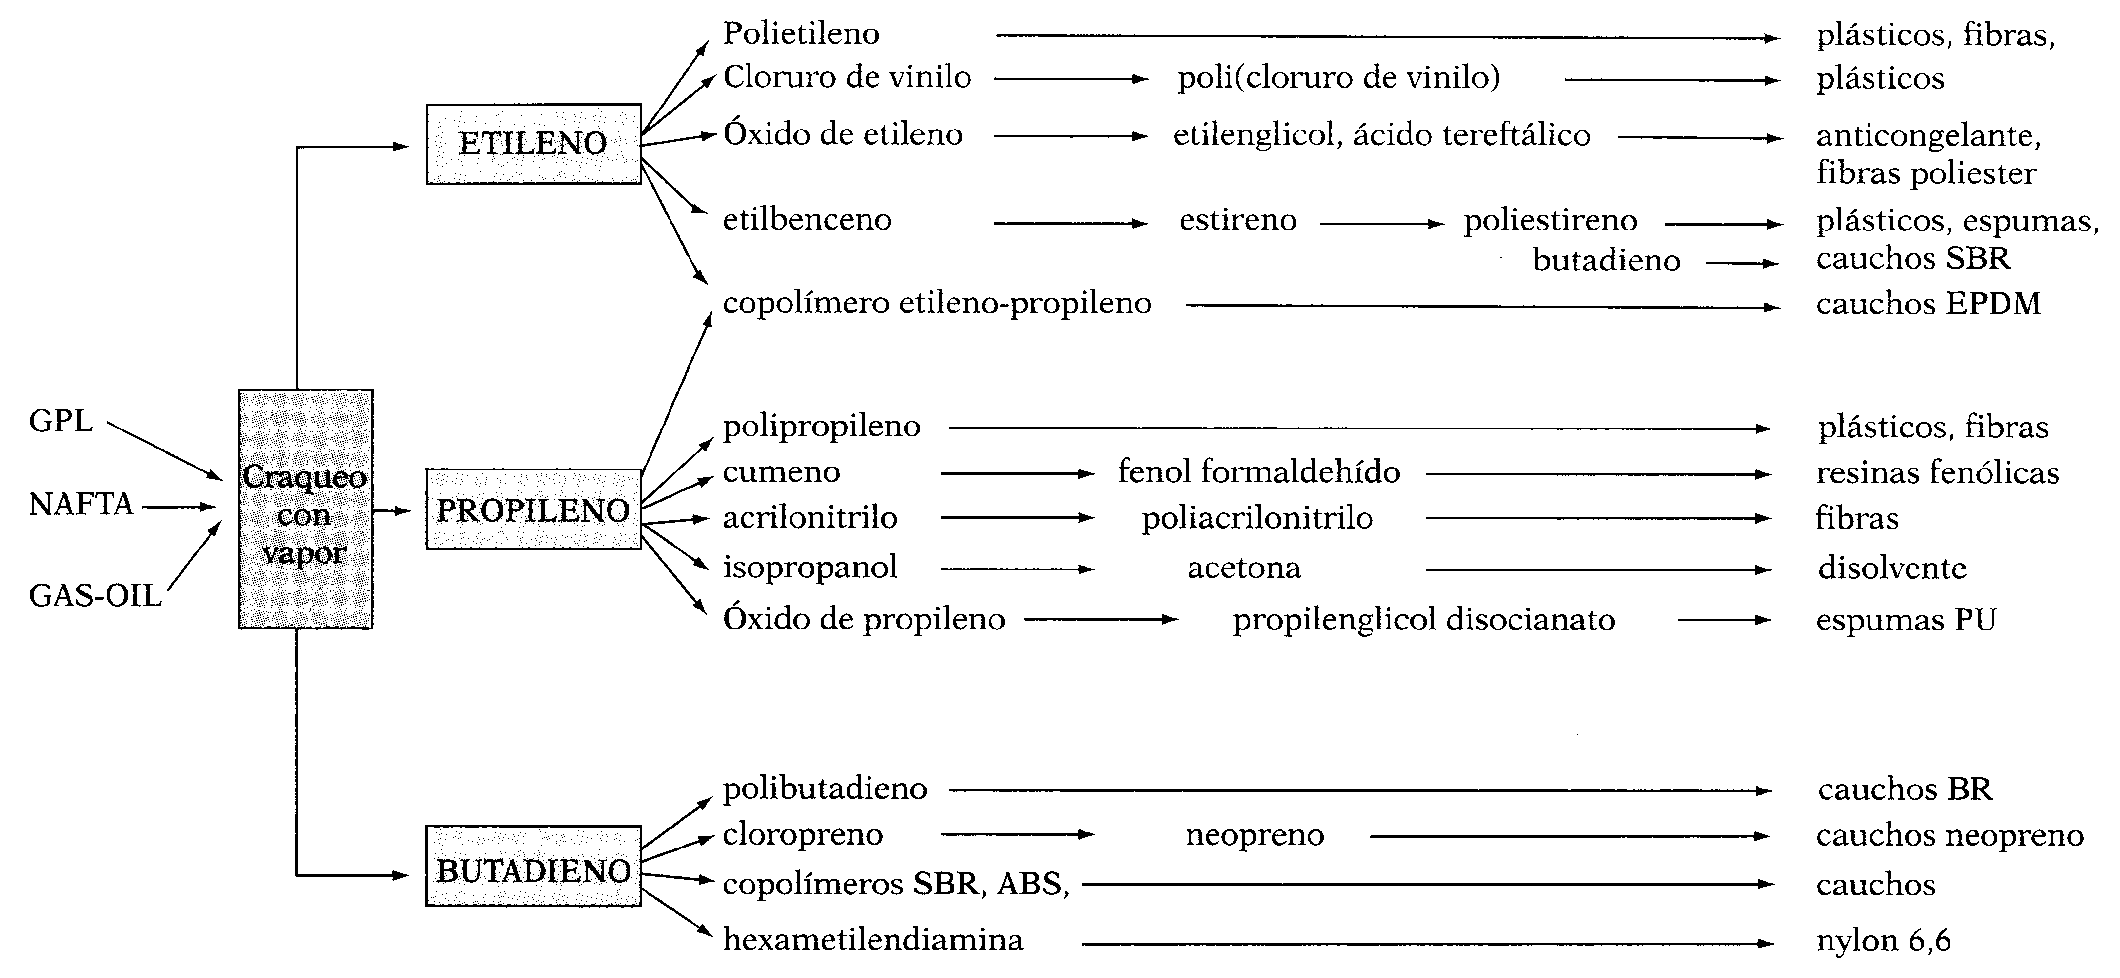 Polietileno plásticos, fibras,
Cloruro de vinilo poli(cloruro de vinilo) plásticos
ETILENO
Óxido de etileno etilenglicol, ácido tereftálico anticongelante,
fibras poliester
etilbenceno estireno poliestireno plásticos, espumas,
butadieno cauchos SBR
copolímero etileno-propileno cauchos EPDM
GPL
NAFTA
GAS-OIL
Craqueo
con
vapor
PROPILENO
polipropileno plásticos, fibras
cumeno fenol formaldehído resinas fenólicas
acrilonitrilo poliacrilonitrilo fibras
isopropanol acetona disolvente
Óxido de propileno propilenglicol disocianato espumas PU
BUTADIENO
polibutadieno cauchos BR
cloropreno neopreno cauchos neopreno
copolímeros SBR, ABS, cauchos
hexametilendiamina nylon 6,6